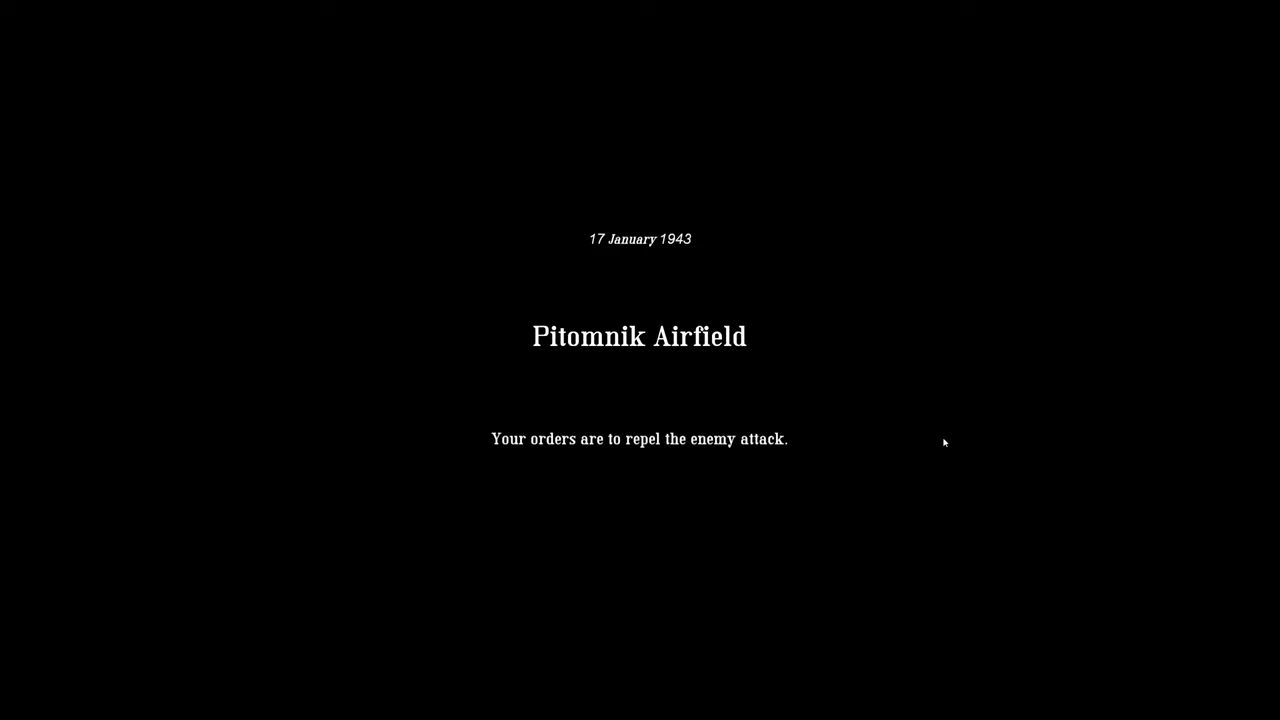 17 January 1943
Pitomnik Airfield
Your orders are to repel the enemy attack.